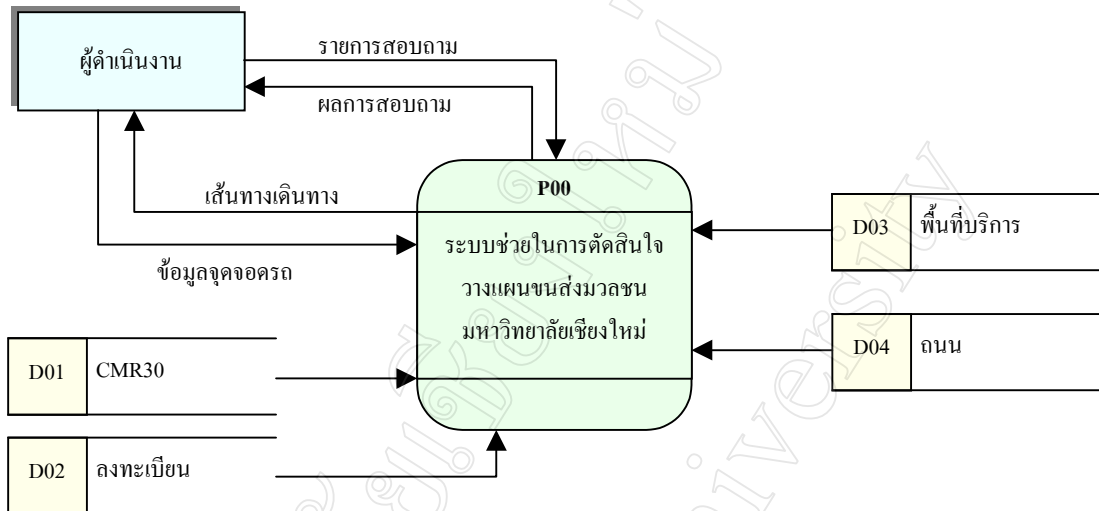 ผู้ดำเนินงาน
รายการสอบถาม
ผลการสอบถาม
เส้นทางเดินทาง
ข้อมูลจุดจอดรถ
P00
ระบบช่วยในการตัดสินใจ
วางแผนขนส่งมวลชน
มหาวิทยาลัยเชียงใหม่
D03 พื้นที่บริการ
D04 ถนน
D01 CMR30
D02 ลงทะเบียน
University